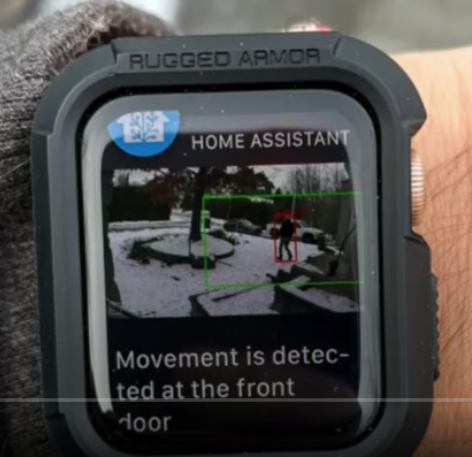 RUGGED ARMOR
HOME ASSISTANT
Movement is detec-
ted at the front
door